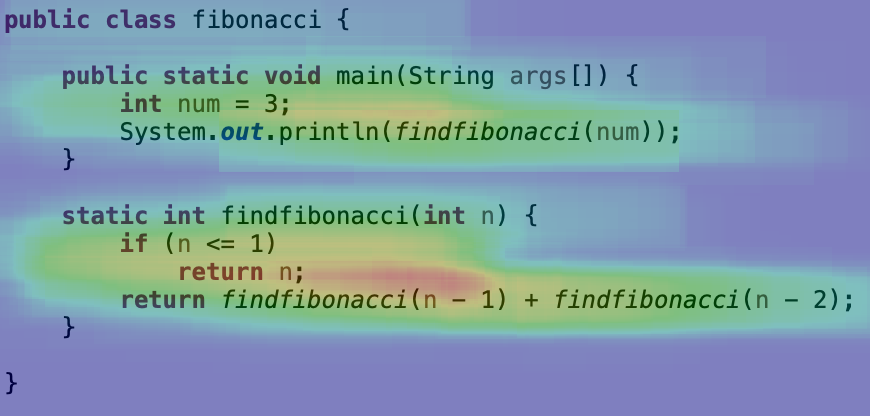 public class fibonacci {
    public static void main(String args[]) {
        int num = 3;
        System.out.println(findfibonacci(num));
    }
    static int findfibonacci(int n) {
        if (n <= 1)
            return n;
        return findfibonacci(n - 1) + findfibonacci(n - 2);
    }
}